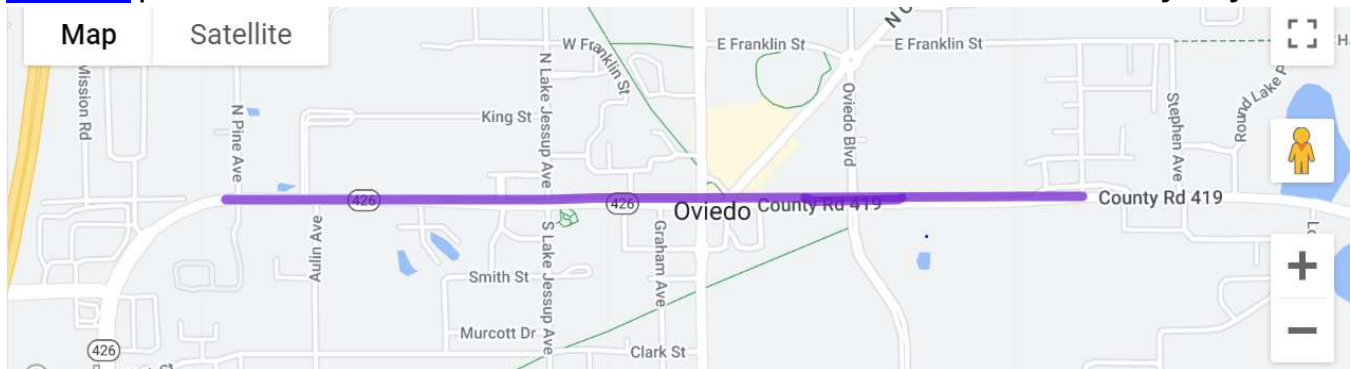 Map
Satellite
N C
W Franklin St
E Franklin St
E Franklin St
Mission Rd
N Pine Ave
N Lake Jessup Ave
Oviedo Blvd
Stephen Ave
Round Lake
King St
426
426
Oviedo
County Rd 419
County Rd 419
Aulin Ave
S Lake Jessup Ave
Graham Ave
Smith St
Murcott Dr
Clark St
426
+
−